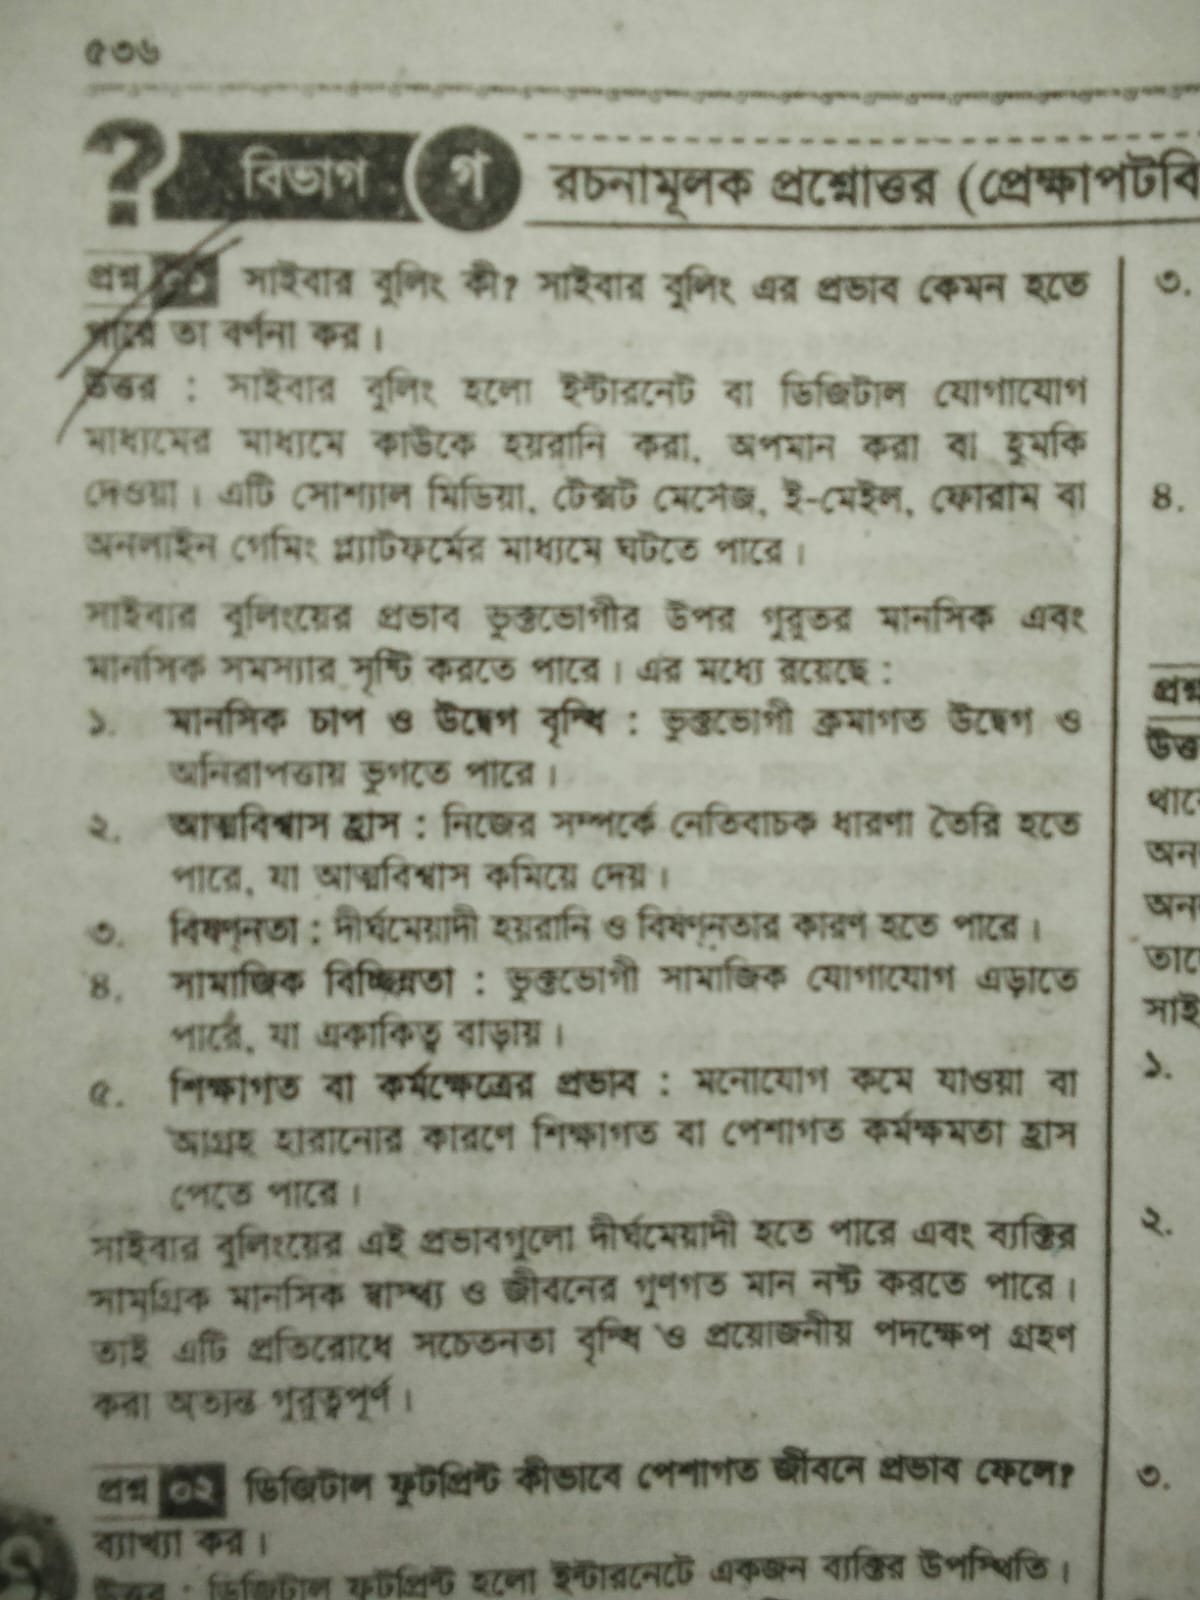 ৫৩৬
বিভাগ গ রচনামূলক প্রশ্নোত্তর (প্রেক্ষাপটবি
প্রশ্ন ০১ সাইবার বুলিং কী? সাইবার বুলিং এর প্রভাব কেমন হতে
পারে তা বর্ণনা কর।
উত্তর : সাইবার বুলিং হলো ইন্টারনেট বা ডিজিটাল যোগাযোগ
মাধ্যমের মাধ্যমে কাউকে হয়রানি করা, অপমান করা বা হুমকি
দেওয়া। এটি সোশ্যাল মিডিয়া, টেক্সট মেসেজ, ই-মেইল, ফোরাম বা
অনলাইন গেমিং প্ল্যাটফর্মের মাধ্যমে ঘটতে পারে।
সাইবার বুলিংয়ের প্রভাব ভুক্তভোগীর উপর গুরুতর মানসিক এবং
মানসিক সমস্যার সৃষ্টি করতে পারে। এর মধ্যে রয়েছে :
১. মানসিক চাপ ও উদ্বেগ বৃদ্ধি : ভুক্তভোগী ক্রমাগত উদ্বেগ ও
অনিরাপত্তায় ভুগতে পারে।
২. আত্মবিশ্বাস হ্রাস : নিজের সম্পর্কে নেতিবাচক ধারণা তৈরি হতে
পারে, যা আত্মবিশ্বাস কমিয়ে দেয়।
৩. বিষণ্নতা : দীর্ঘমেয়াদী হয়রানি ও বিষণ্নতার কারণ হতে পারে।
৪. সামাজিক বিচ্ছিন্নতা : ভুক্তভোগী সামাজিক যোগাযোগ এড়াতে
পারে, যা একাকিত্ব বাড়ায়।
৫. শিক্ষাগত বা কর্মক্ষেত্রের প্রভাব : মনোযোগ কমে যাওয়া বা
আগ্রহ হারানোর কারণে শিক্ষাগত বা পেশাগত কর্মক্ষমতা হ্রাস
পেতে পারে।
সাইবার বুলিংয়ের এই প্রভাবগুলো দীর্ঘমেয়াদী হতে পারে এবং ব্যক্তির
সামগ্রিক মানসিক স্বাস্থ্য ও জীবনের গুণগত মান নষ্ট করতে পারে।
তাই এটি প্রতিরোধে সচেতনতা বৃদ্ধি ও প্রয়োজনীয় পদক্ষেপ গ্রহণ
করা অত্যন্ত গুরুত্বপূর্ণ।
প্রশ্ন ০২ ডিজিটাল ফুটপ্রিন্ট কীভাবে পেশাগত জীবনে প্রভাব ফেলে?
ব্যাখ্যা কর।
উত্তর : ডিজিটাল ফুটপ্রিন্ট হলো ইন্টারনেটে একজন ব্যক্তির উপস্থিতি।
৩.
৪.
প্রশ্ন
উত্ত
থাকে
অন
অন
তাদে
সাই
১.
২.
৩.